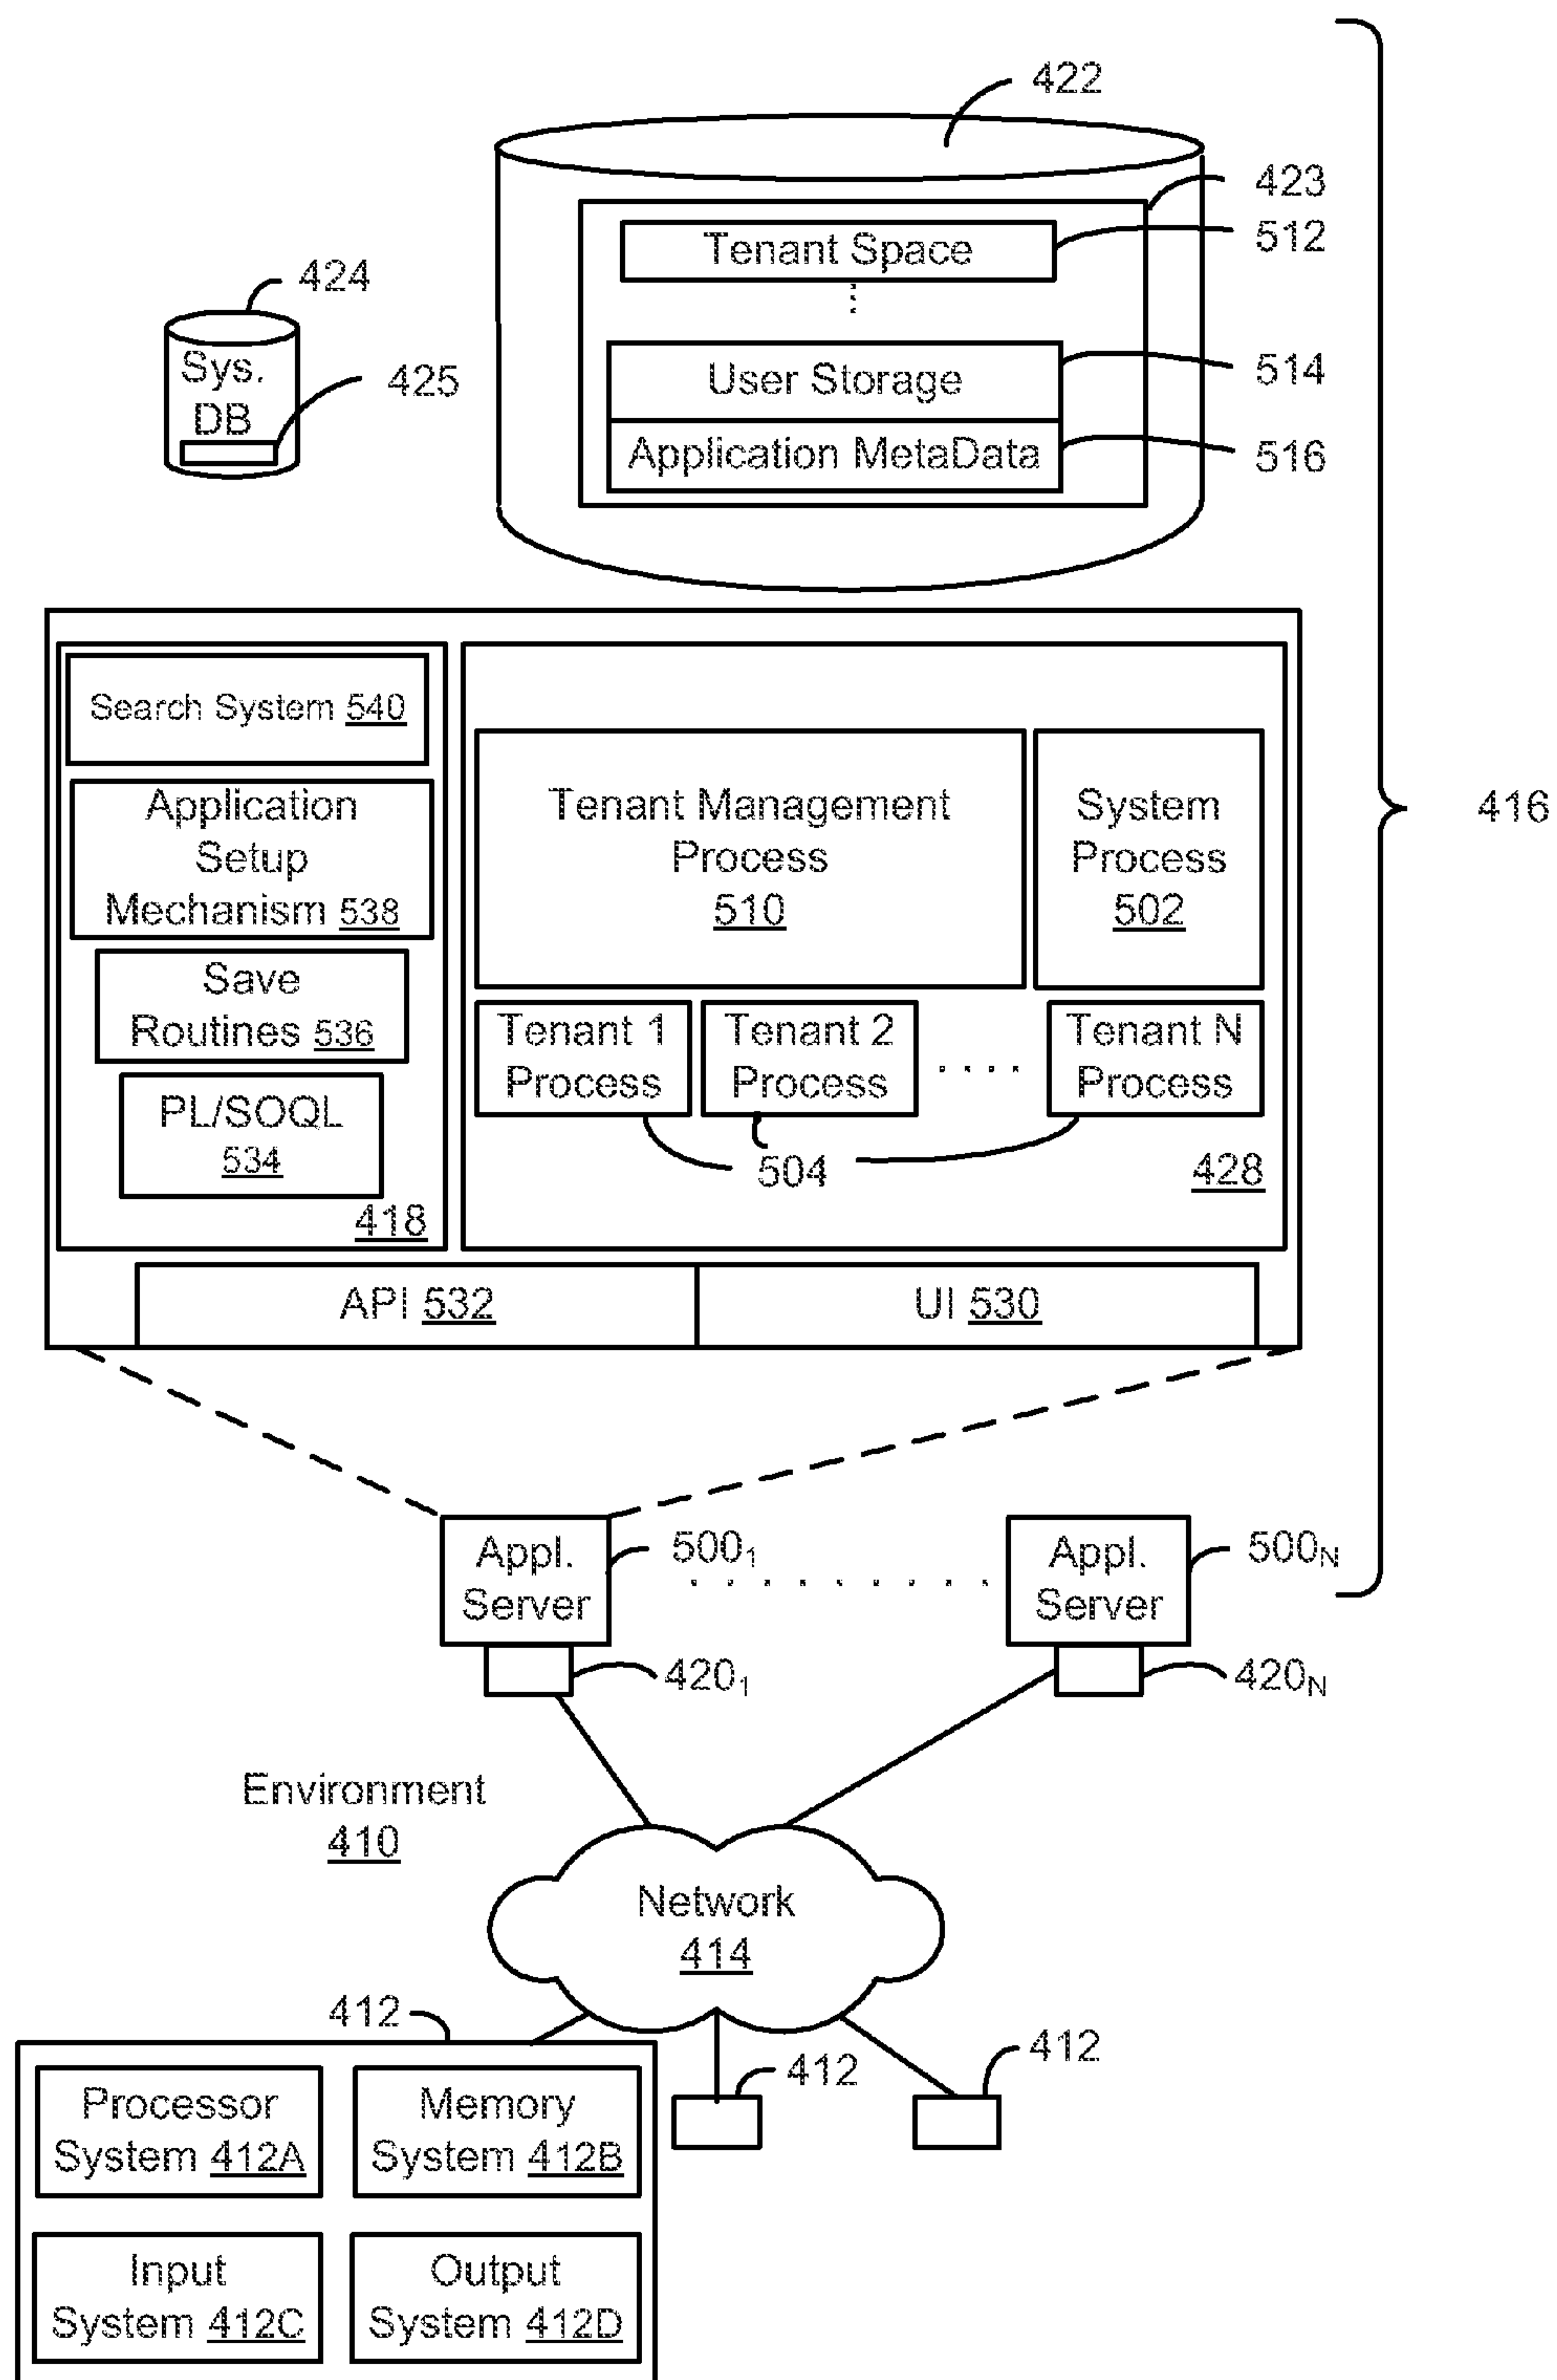 422
423
Tenant Space
512
424
Sys.
DB
425
User Storage
514
Application MetaData
516
Search System 540
Application
Setup
Mechanism 538
Save
Routines 536
PL/SOQL
534
418
Tenant Management
Process
510
System
Process
502
416
Tenant 1
Process
Tenant 2
Process
Tenant N
Process
504
428
API 532
UI 530
Appl.
Server
500₁
Appl.
Server
500N
420₁
420N
Environment
410
Network
414
412
412
412
Processor
System 412A
Memory
System 412B
Input
System 412C
Output
System 412D